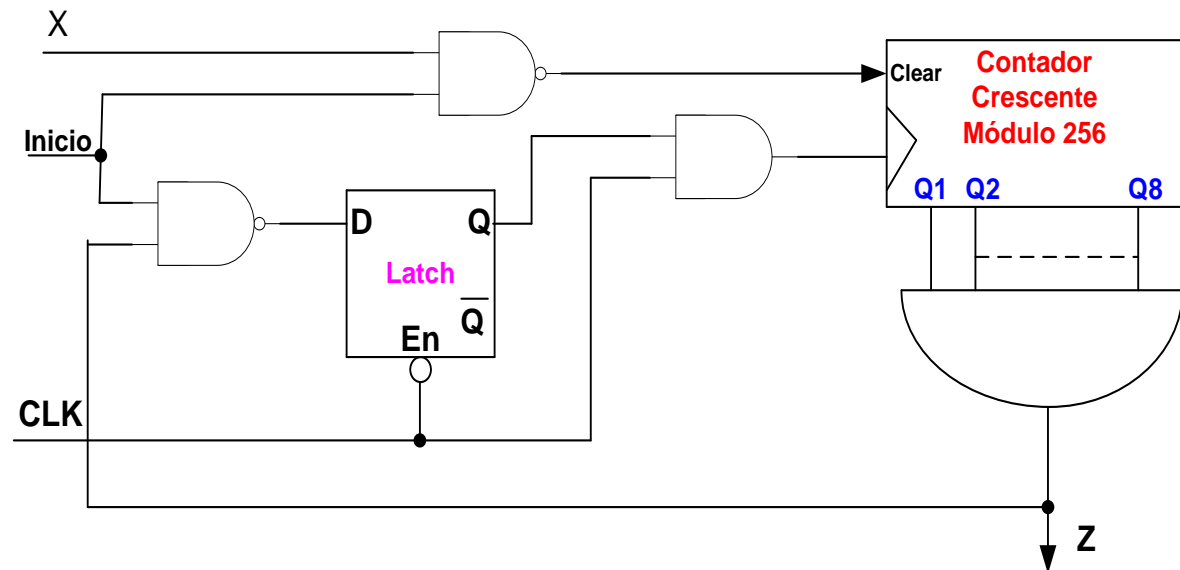 X
Clear
Contador
Crescente
Módulo 256
Inicio
Q1 Q2 Q8
D Q
Latch
Q̅
En
CLK
Z